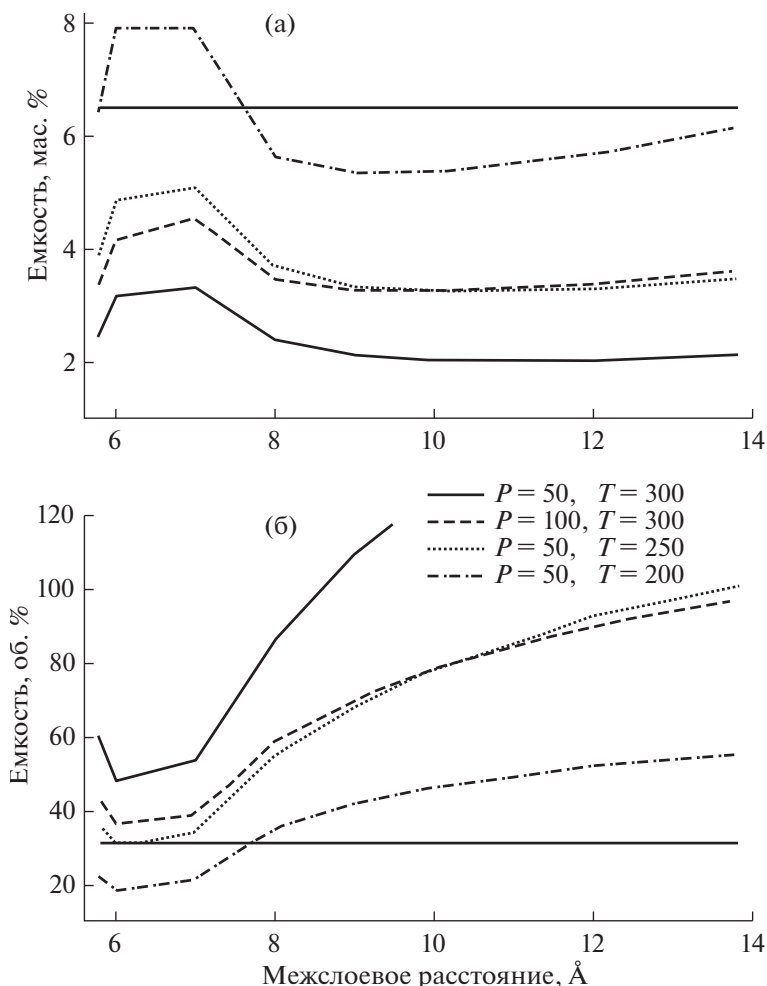 (а)
Емкость, мас. %
8
6
4
2
6 8 10 12 14
(б)
Емкость, об. %
120
100
80
60
40
20
P = 50, T = 300
P = 100, T = 300
P = 50, T = 250
P = 50, T = 200
6 8 10 12 14
Межслоевое расстояние, Å